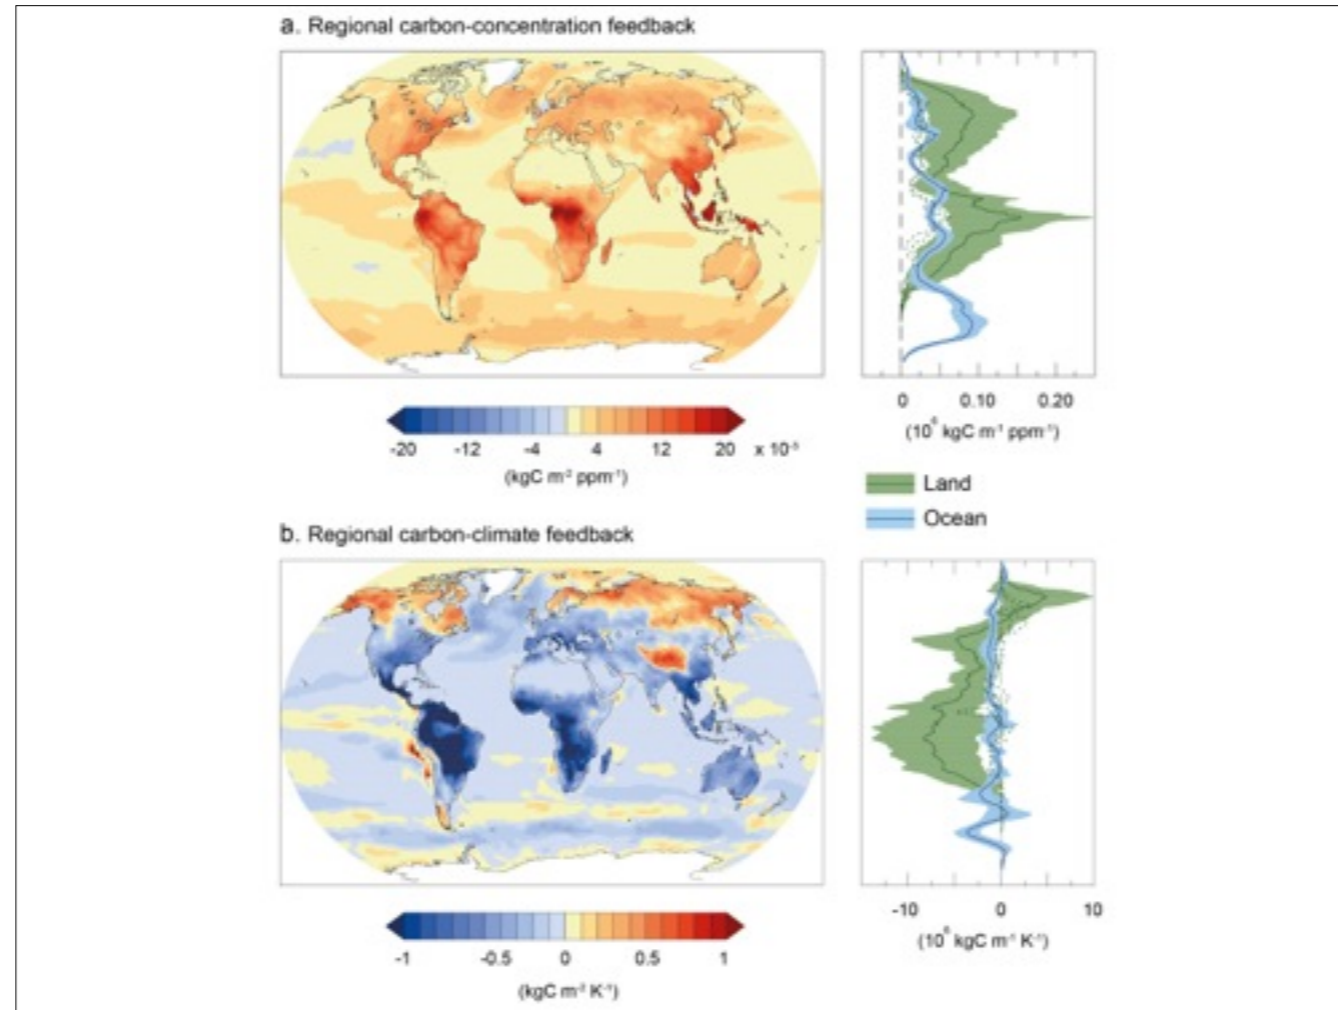 a. Regional carbon-concentration feedback
0 0.10 0.20
(10⁶ kgC m⁻¹ ppm⁻¹)
-20 -12 -4 4 12 20 x 10⁻⁵
(kgC m⁻² ppm⁻¹)
Land
Ocean
b. Regional carbon-climate feedback
-10 0 10
(10⁶ kgC m⁻¹ K⁻¹)
-1 -0.5 0 0.5 1
(kgC m⁻² K⁻¹)